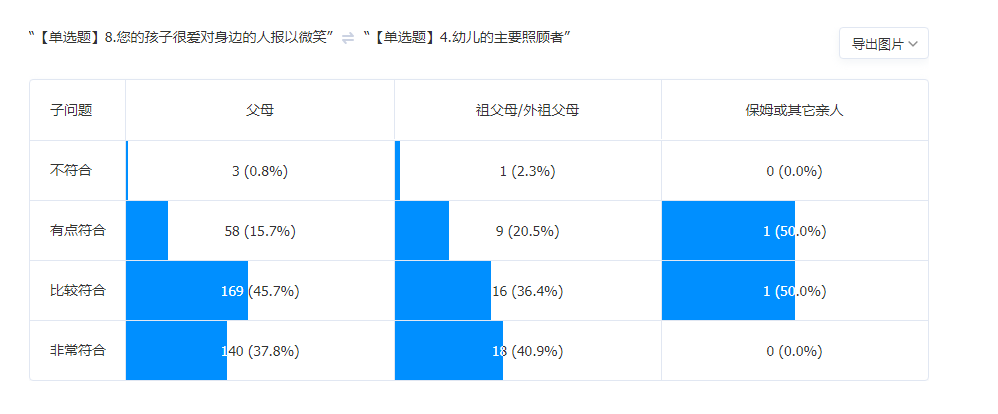 “【单选题】8.您的孩子很爱对身边的人报以微笑” ⇌ “【单选题】4.幼儿的主要照顾者”
导出图片
子问题 父母 祖父母/外祖父母 保姆或其它亲人
不符合 3 (0.8%) 1 (2.3%) 0 (0.0%)
有点符合 58 (15.7%) 9 (20.5%) 1 (50.0%)
比较符合 169 (45.7%) 16 (36.4%) 1 (50.0%)
非常符合 140 (37.8%) 18 (40.9%) 0 (0.0%)